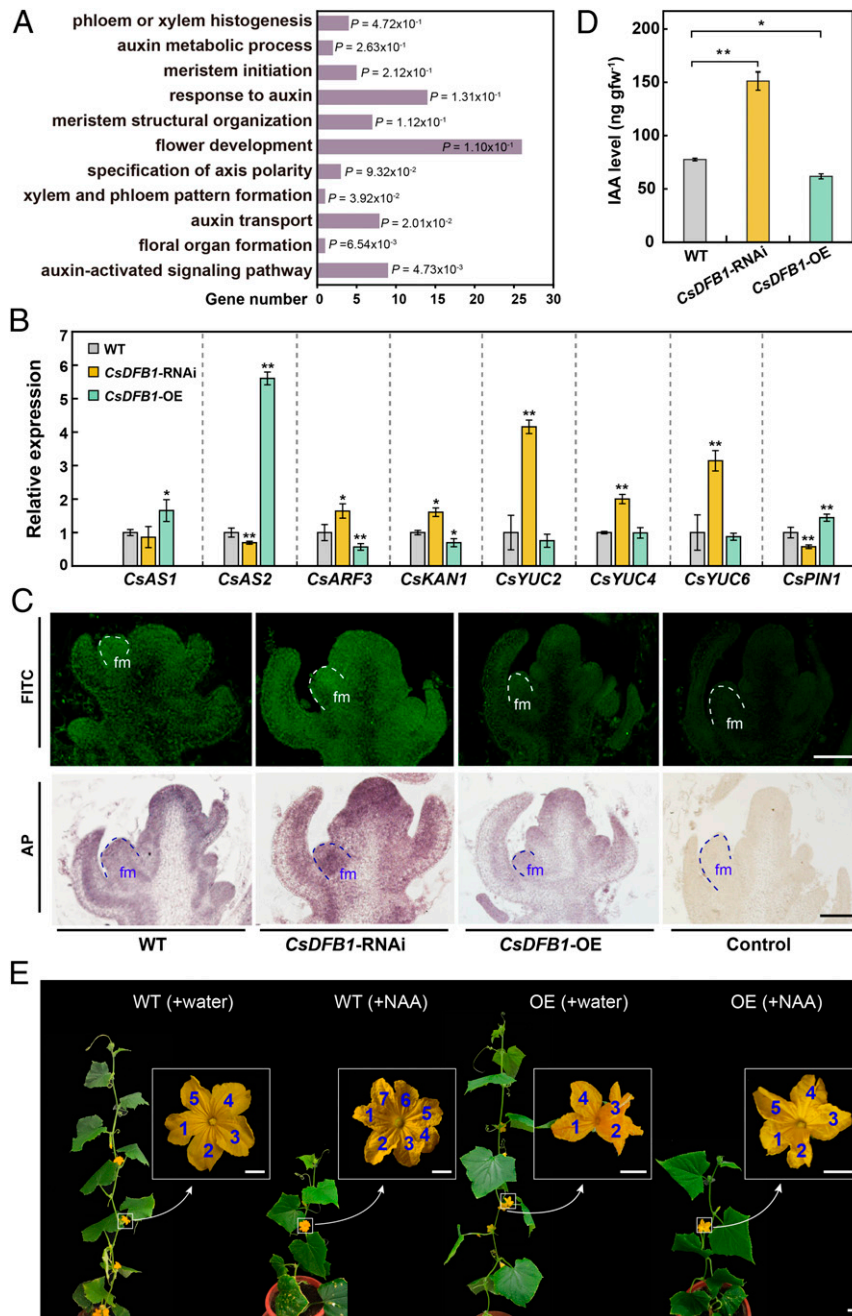 A
phloem or xylem histogenesis P = 4.72x10⁻¹
auxin metabolic process P = 2.63x10⁻¹
meristem initiation P = 2.12x10⁻¹
response to auxin P = 1.31x10⁻¹
meristem structural organization P = 1.12x10⁻¹
flower development P = 1.10x10⁻¹
specification of axis polarity P = 9.32x10⁻²
xylem and phloem pattern formation P = 3.92x10⁻²
auxin transport P = 2.01x10⁻²
floral organ formation P =6.54x10⁻³
auxin-activated signaling pathway P = 4.73x10⁻³
Gene number 0 5 10 15 20 25 30
D
IAA level (ng gfw⁻¹)
200
150
100
50
0
** *
WT CsDFB1-RNAi CsDFB1-OE
B
Relative expression
7
6
5
4
3
2
1
0
WT
CsDFB1-RNAi
CsDFB1-OE
* ** ** * ** * * ** ** ** ** **
CsAS1 CsAS2 CsARF3 CsKAN1 CsYUC2 CsYUC4 CsYUC6 CsPIN1
C
FITC
fm fm fm fm
AP
fm fm fm fm
WT CsDFB1-RNAi CsDFB1-OE Control
E
WT (+water) WT (+NAA) OE (+water) OE (+NAA)
5 4 1 3 2
7 6 1 5 2 3 4
4 3 1 2
4 5 3 1 2